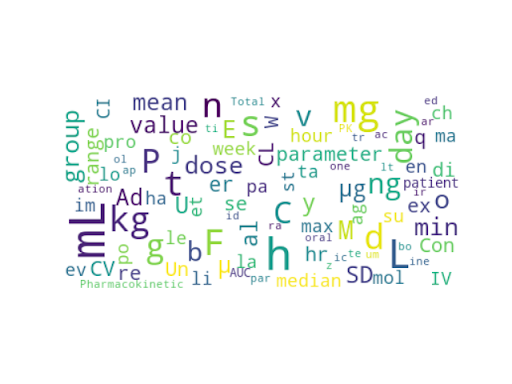 CI mean n Total x v mg ed ch
group value co ti E s W hour PK tr ac ar day q ma
range pro j week CL parameter lt
lo ol ap P dose st ta one en di
ation t er pa µg ng ir patient
im Ad ha U et se id C y ag su ex o
mL kg ra max M d min
po g le b F al h hr oral ic te um L bo Con
ev CV re Un li µ la AUC par median z SD mol ine IV
Pharmacokinetic